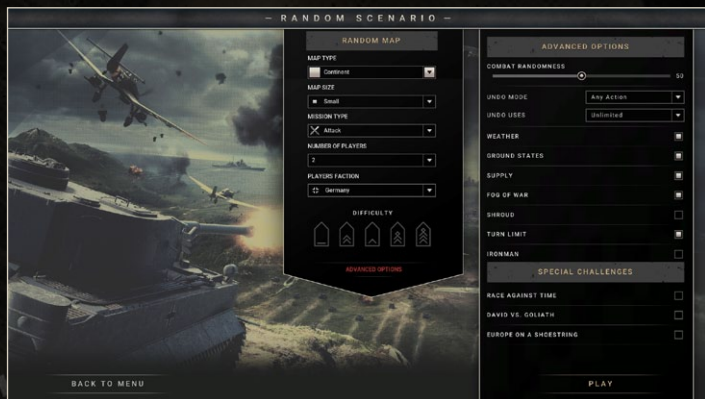 — RANDOM SCENARIO —
RANDOM MAP
MAP TYPE
Continent
MAP SIZE
Small
MISSION TYPE
Attack
NUMBER OF PLAYERS
2
PLAYERS FACTION
Germany
DIFFICULTY
ADVANCED OPTIONS
BACK TO MENU
ADVANCED OPTIONS
COMBAT RANDOMNESS
50
UNDO MODE Any Action
UNDO USES Unlimited
WEATHER
GROUND STATES
SUPPLY
FOG OF WAR
SHROUD
TURN LIMIT
IRONMAN
SPECIAL CHALLENGES
RACE AGAINST TIME
DAVID VS. GOLIATH
EUROPE ON A SHOESTRING
PLAY